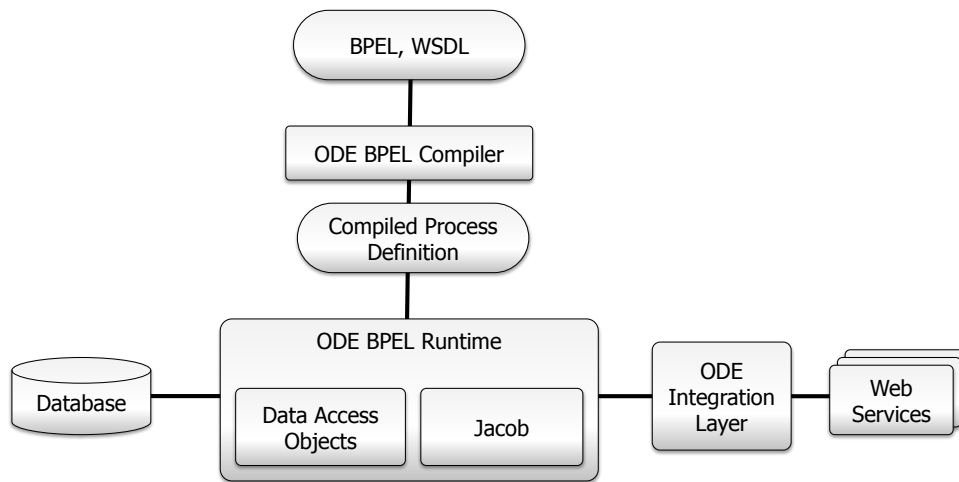 BPEL, WSDL
ODE BPEL Compiler
Compiled Process
Definition
ODE BPEL Runtime
Database
Data Access
Objects
Jacob
ODE
Integration
Layer
Web
Services